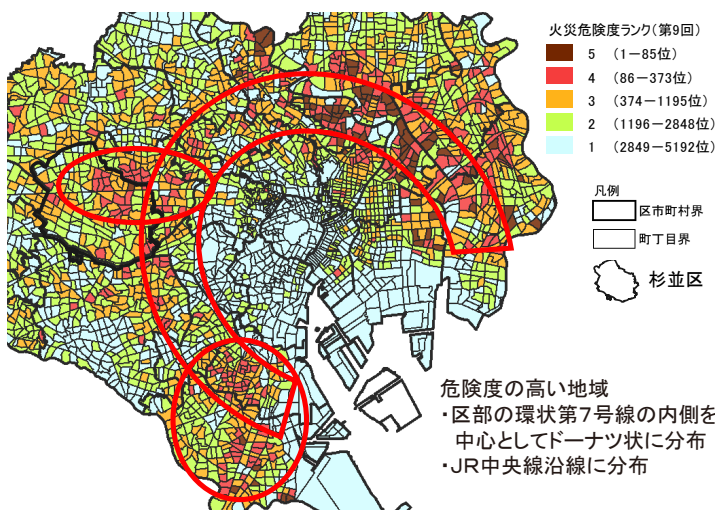 火災危険度ランク(第9回)
5 (1－85位)
4 (86－373位)
3 (374－1195位)
2 (1196－2848位)
1 (2849－5192位)
凡例
区市町村界
町丁目界
杉並区
危険度の高い地域
・区部の環状第7号線の内側を
中心としてドーナツ状に分布
・JR中央線沿線に分布